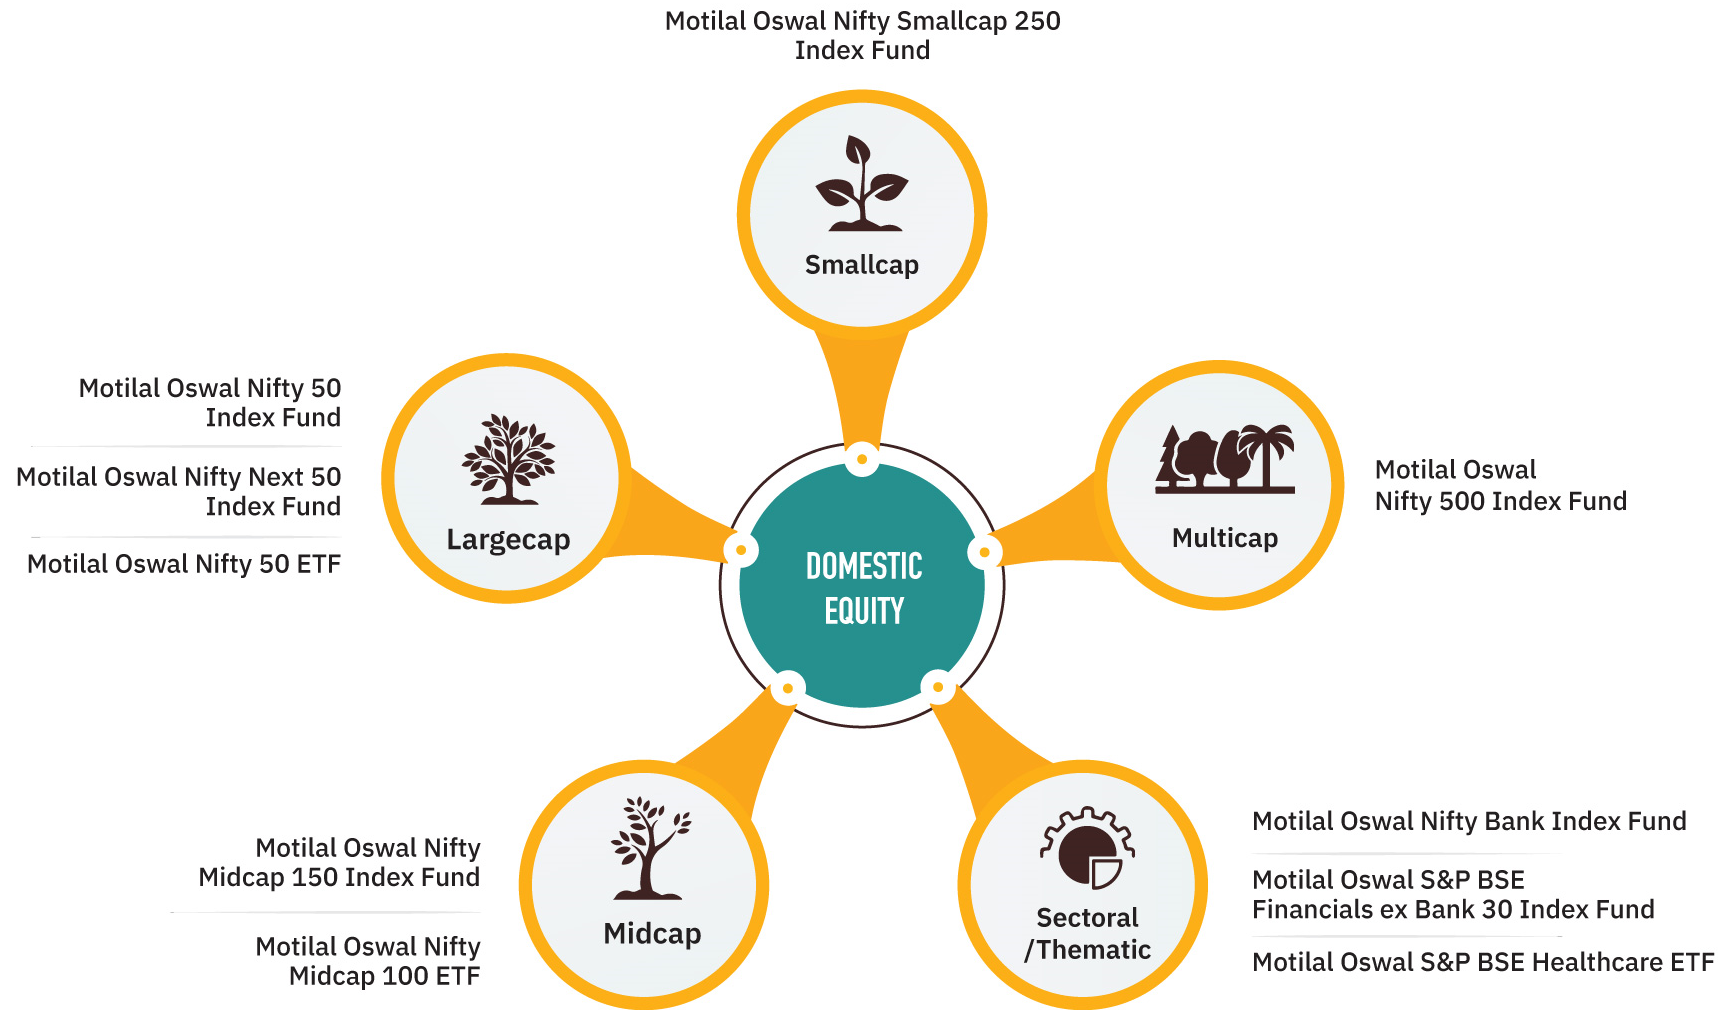 Motilal Oswal Nifty Smallcap 250
Index Fund
Smallcap
Motilal Oswal Nifty 50
Index Fund
Motilal Oswal Nifty Next 50
Index Fund
Motilal Oswal Nifty 50 ETF
Largecap
Multicap
Motilal Oswal
Nifty 500 Index Fund
DOMESTIC
EQUITY
Motilal Oswal Nifty
Midcap 150 Index Fund
Motilal Oswal Nifty
Midcap 100 ETF
Midcap
Sectoral
/Thematic
Motilal Oswal Nifty Bank Index Fund
Motilal Oswal S&P BSE
Financials ex Bank 30 Index Fund
Motilal Oswal S&P BSE Healthcare ETF